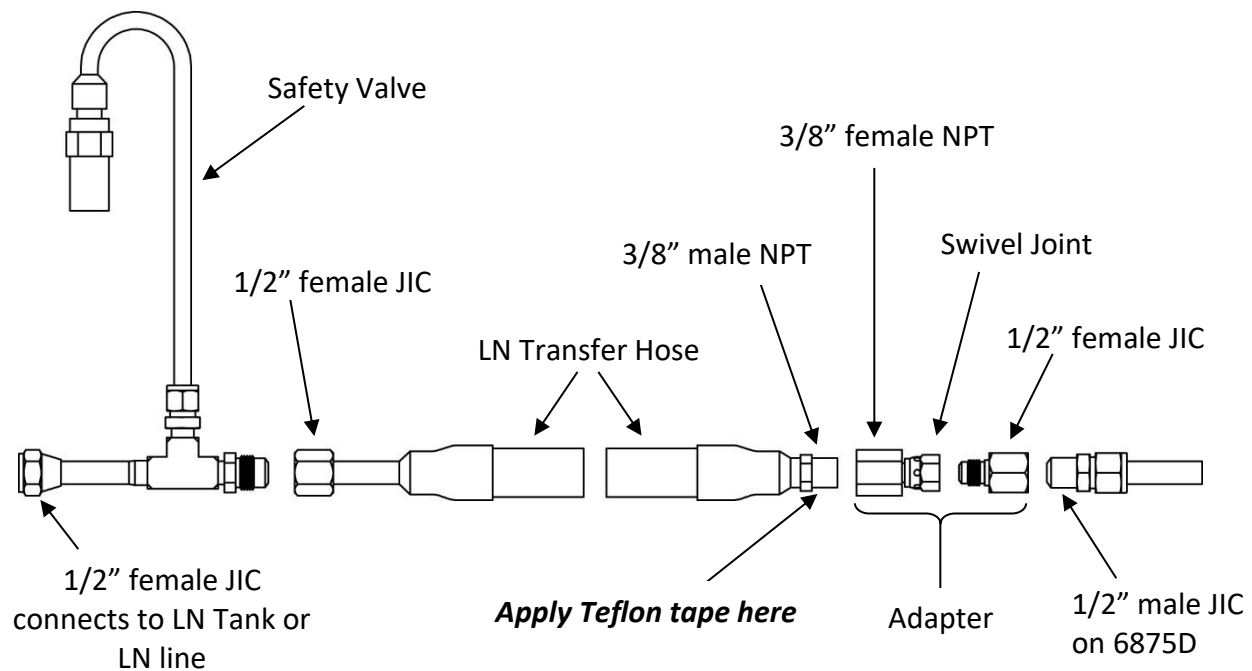 Safety Valve
3/8” female NPT
3/8” male NPT
Swivel Joint
1/2” female JIC
LN Transfer Hose
1/2” female JIC
1/2” female JIC
connects to LN Tank or
LN line
Apply Teflon tape here
Adapter
1/2” male JIC
on 6875D